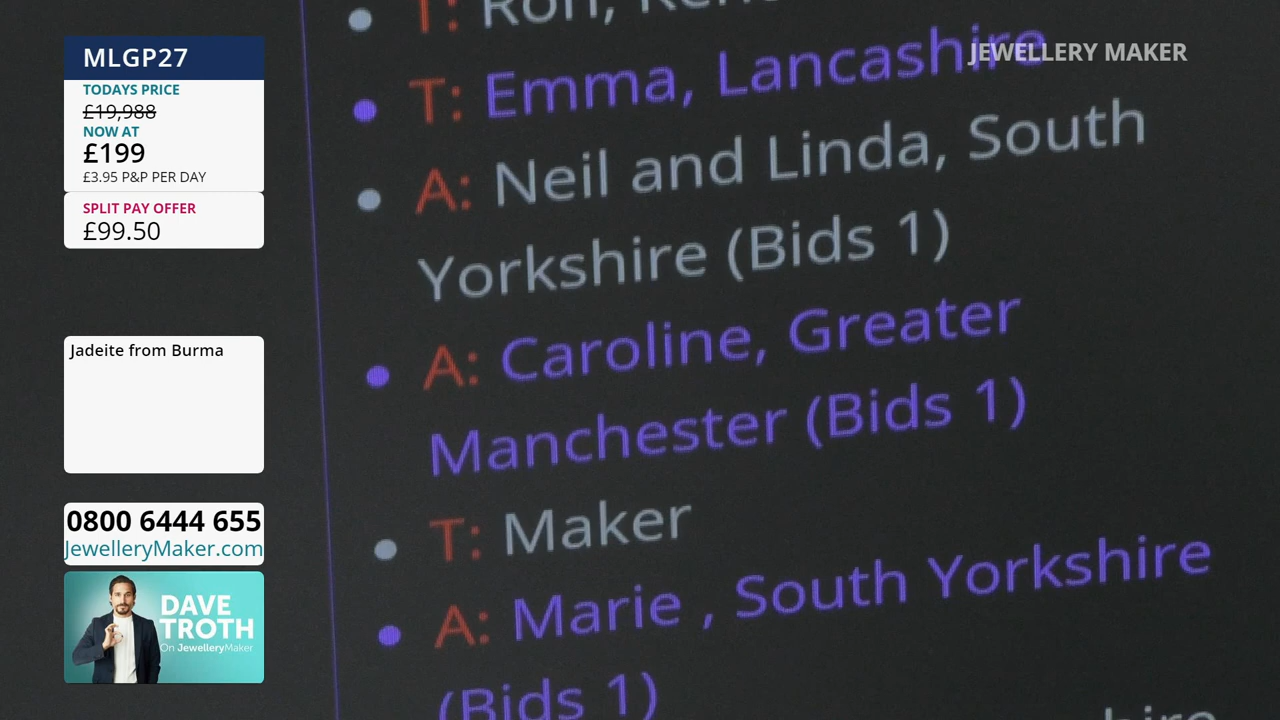 MLGP27
TODAYS PRICE
£19,988
NOW AT
£199
£3.95 P&P PER DAY
SPLIT PAY OFFER
£99.50
Jadeite from Burma
0800 6444 655
JewelleryMaker.com
DAVE
TROTH
On JewelleryMaker
JEWELLERY MAKER
T: Ron,
T: Emma, Lancashire
A: Neil and Linda, South
Yorkshire (Bids 1)
A: Caroline, Greater
Manchester (Bids 1)
T: Maker
A: Marie , South Yorkshire
(Bids 1)